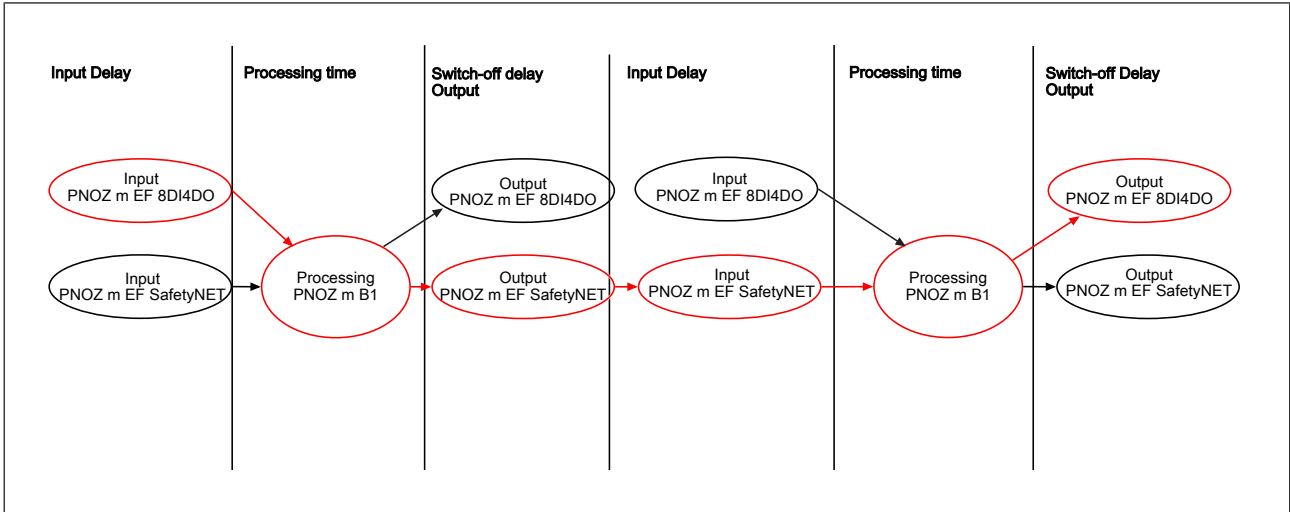 Input Delay
Processing time
Switch-off delay
Output
Input Delay
Processing time
Switch-off Delay
Output
Input
PNOZ m EF 8DI4DO
Output
PNOZ m EF 8DI4DO
Input
PNOZ m EF 8DI4DO
Output
PNOZ m EF 8DI4DO
Input
PNOZ m EF SafetyNET
Processing
PNOZ m B1
Output
PNOZ m EF SafetyNET
Input
PNOZ m EF SafetyNET
Processing
PNOZ m B1
Output
PNOZ m EF SafetyNET